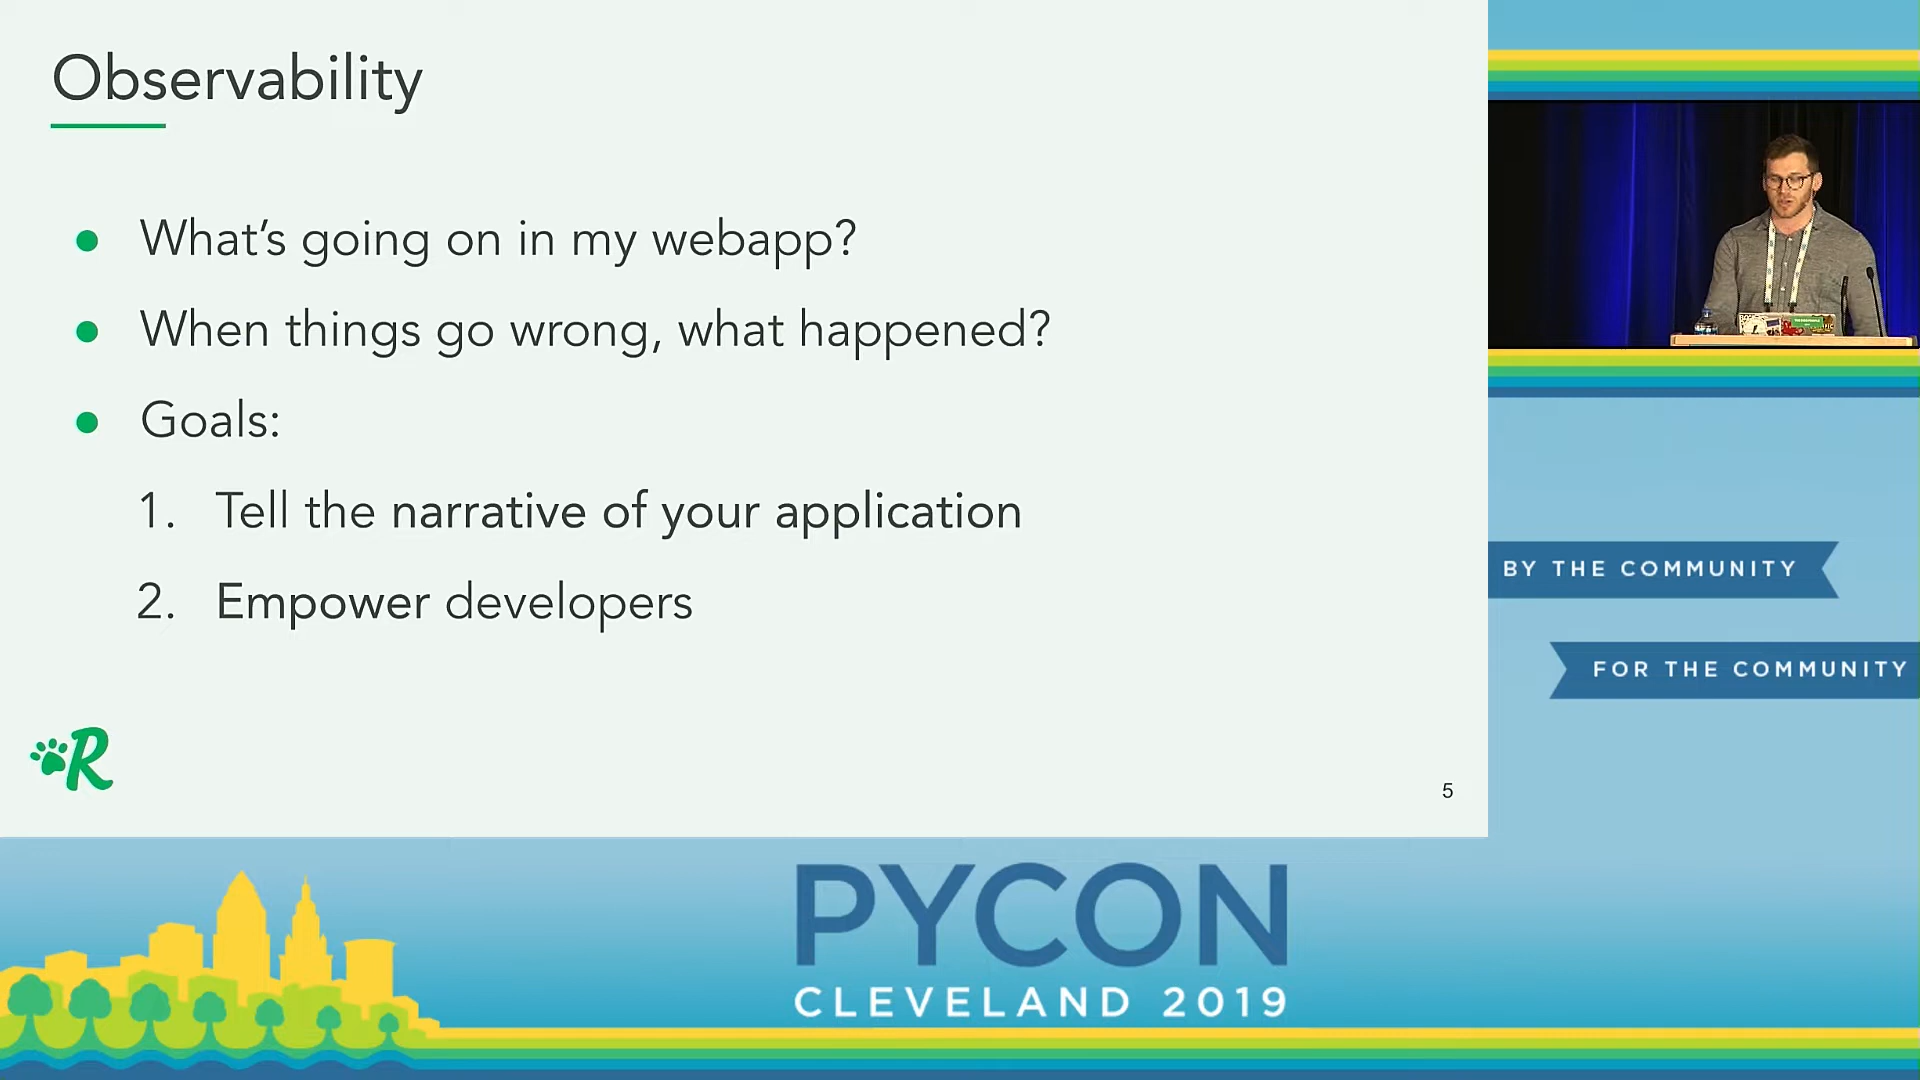 Observability
● What's going on in my webapp?
● When things go wrong, what happened?
● Goals:
1. Tell the narrative of your application
2. Empower developers
R
5
BY THE COMMUNITY
FOR THE COMMUNITY
PYCON
CLEVELAND 2019